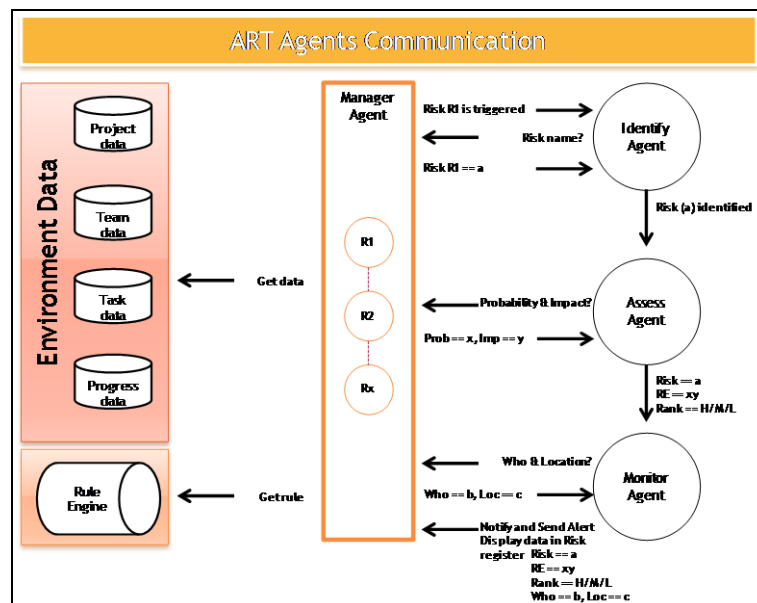 ART Agents Communication
Environment Data
Project
data
Team
data
Task
data
Progress
data
Rule
Engine
Get data
Get rule
Manager
Agent
R1
R2
Rx
Risk R1 is triggered
Risk name?
Risk R1 == a
Identify
Agent
Risk (a) identified
Probability & Impact?
Prob == x, Imp == y
Assess
Agent
Risk == a
RE == xy
Rank == H/M/L
Who & Location?
Who == b, Loc == c
Monitor
Agent
Notify and Send Alert
Display data in Risk
register
Risk == a
RE == xy
Rank == H/M/L
Who == b, Loc == c